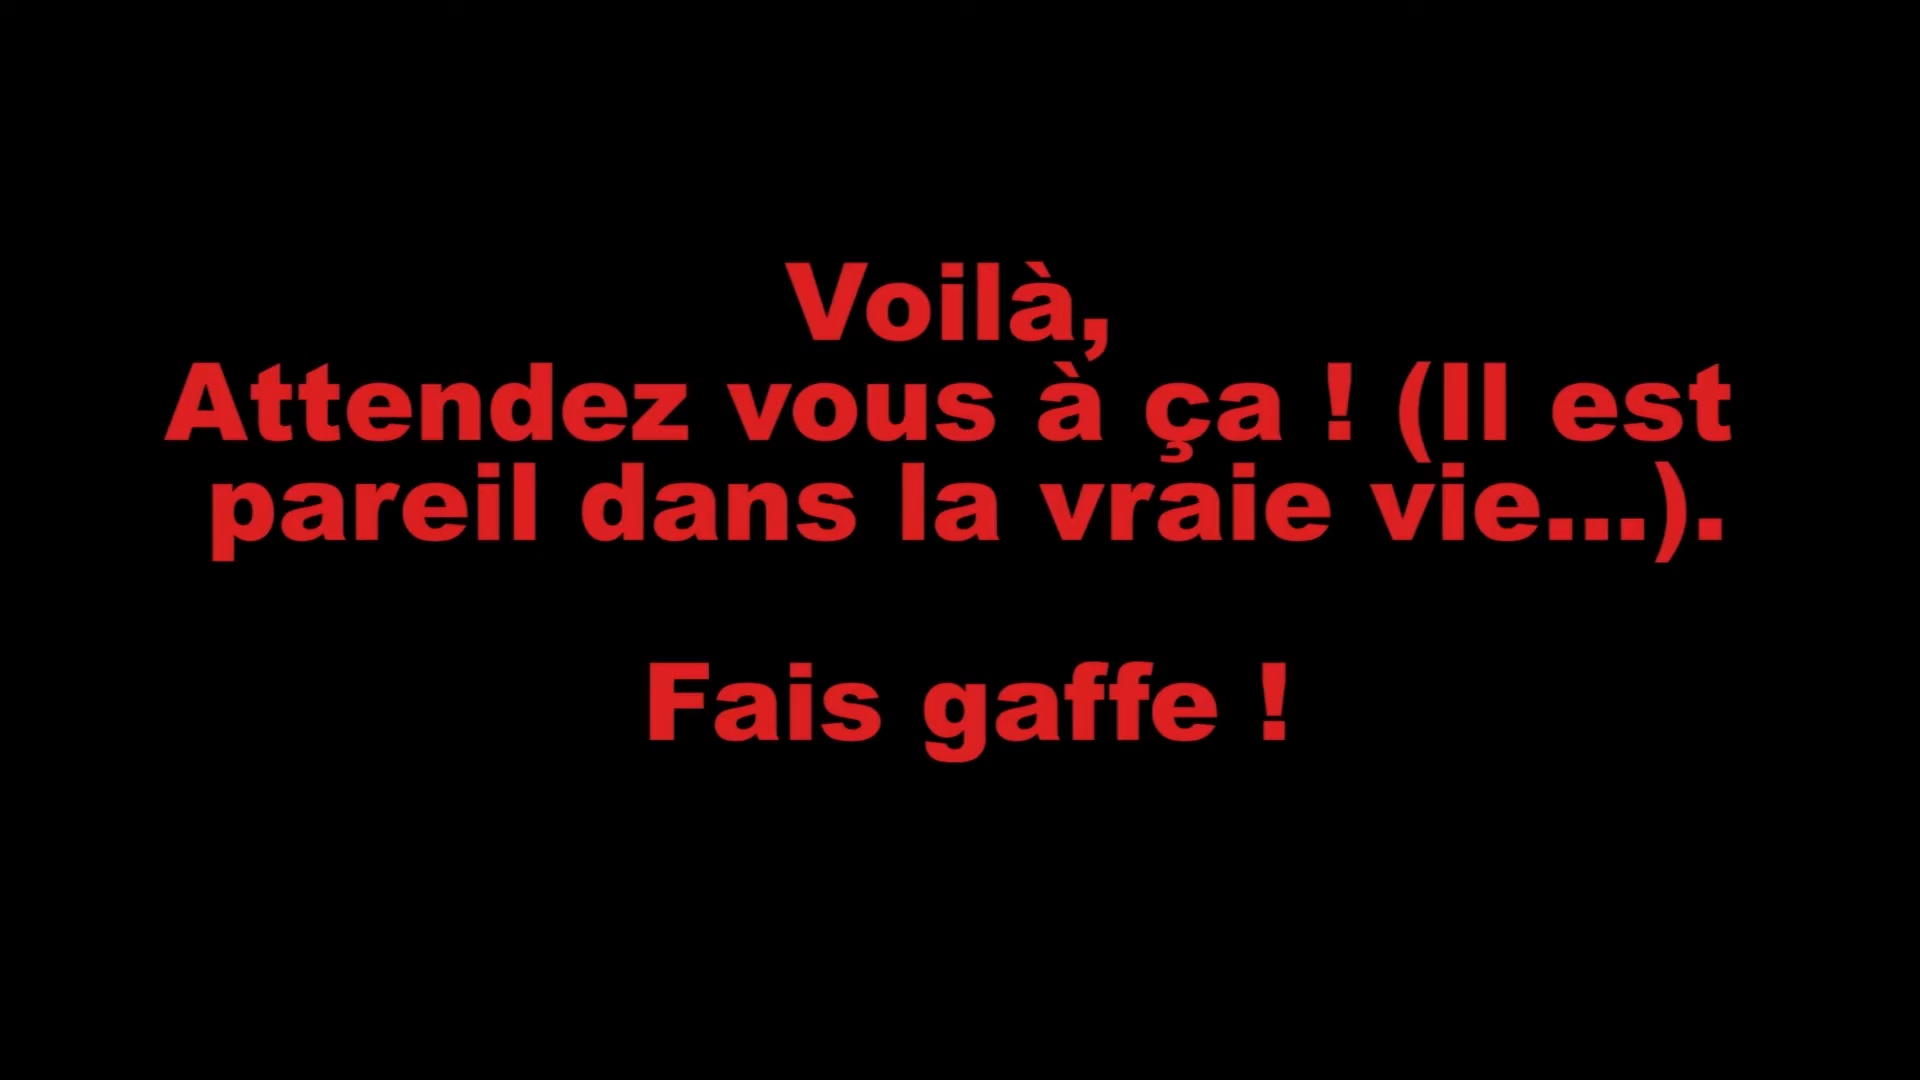 Voilà,
Attendez vous à ça ! (Il est
pareil dans la vraie vie...).
Fais gaffe !